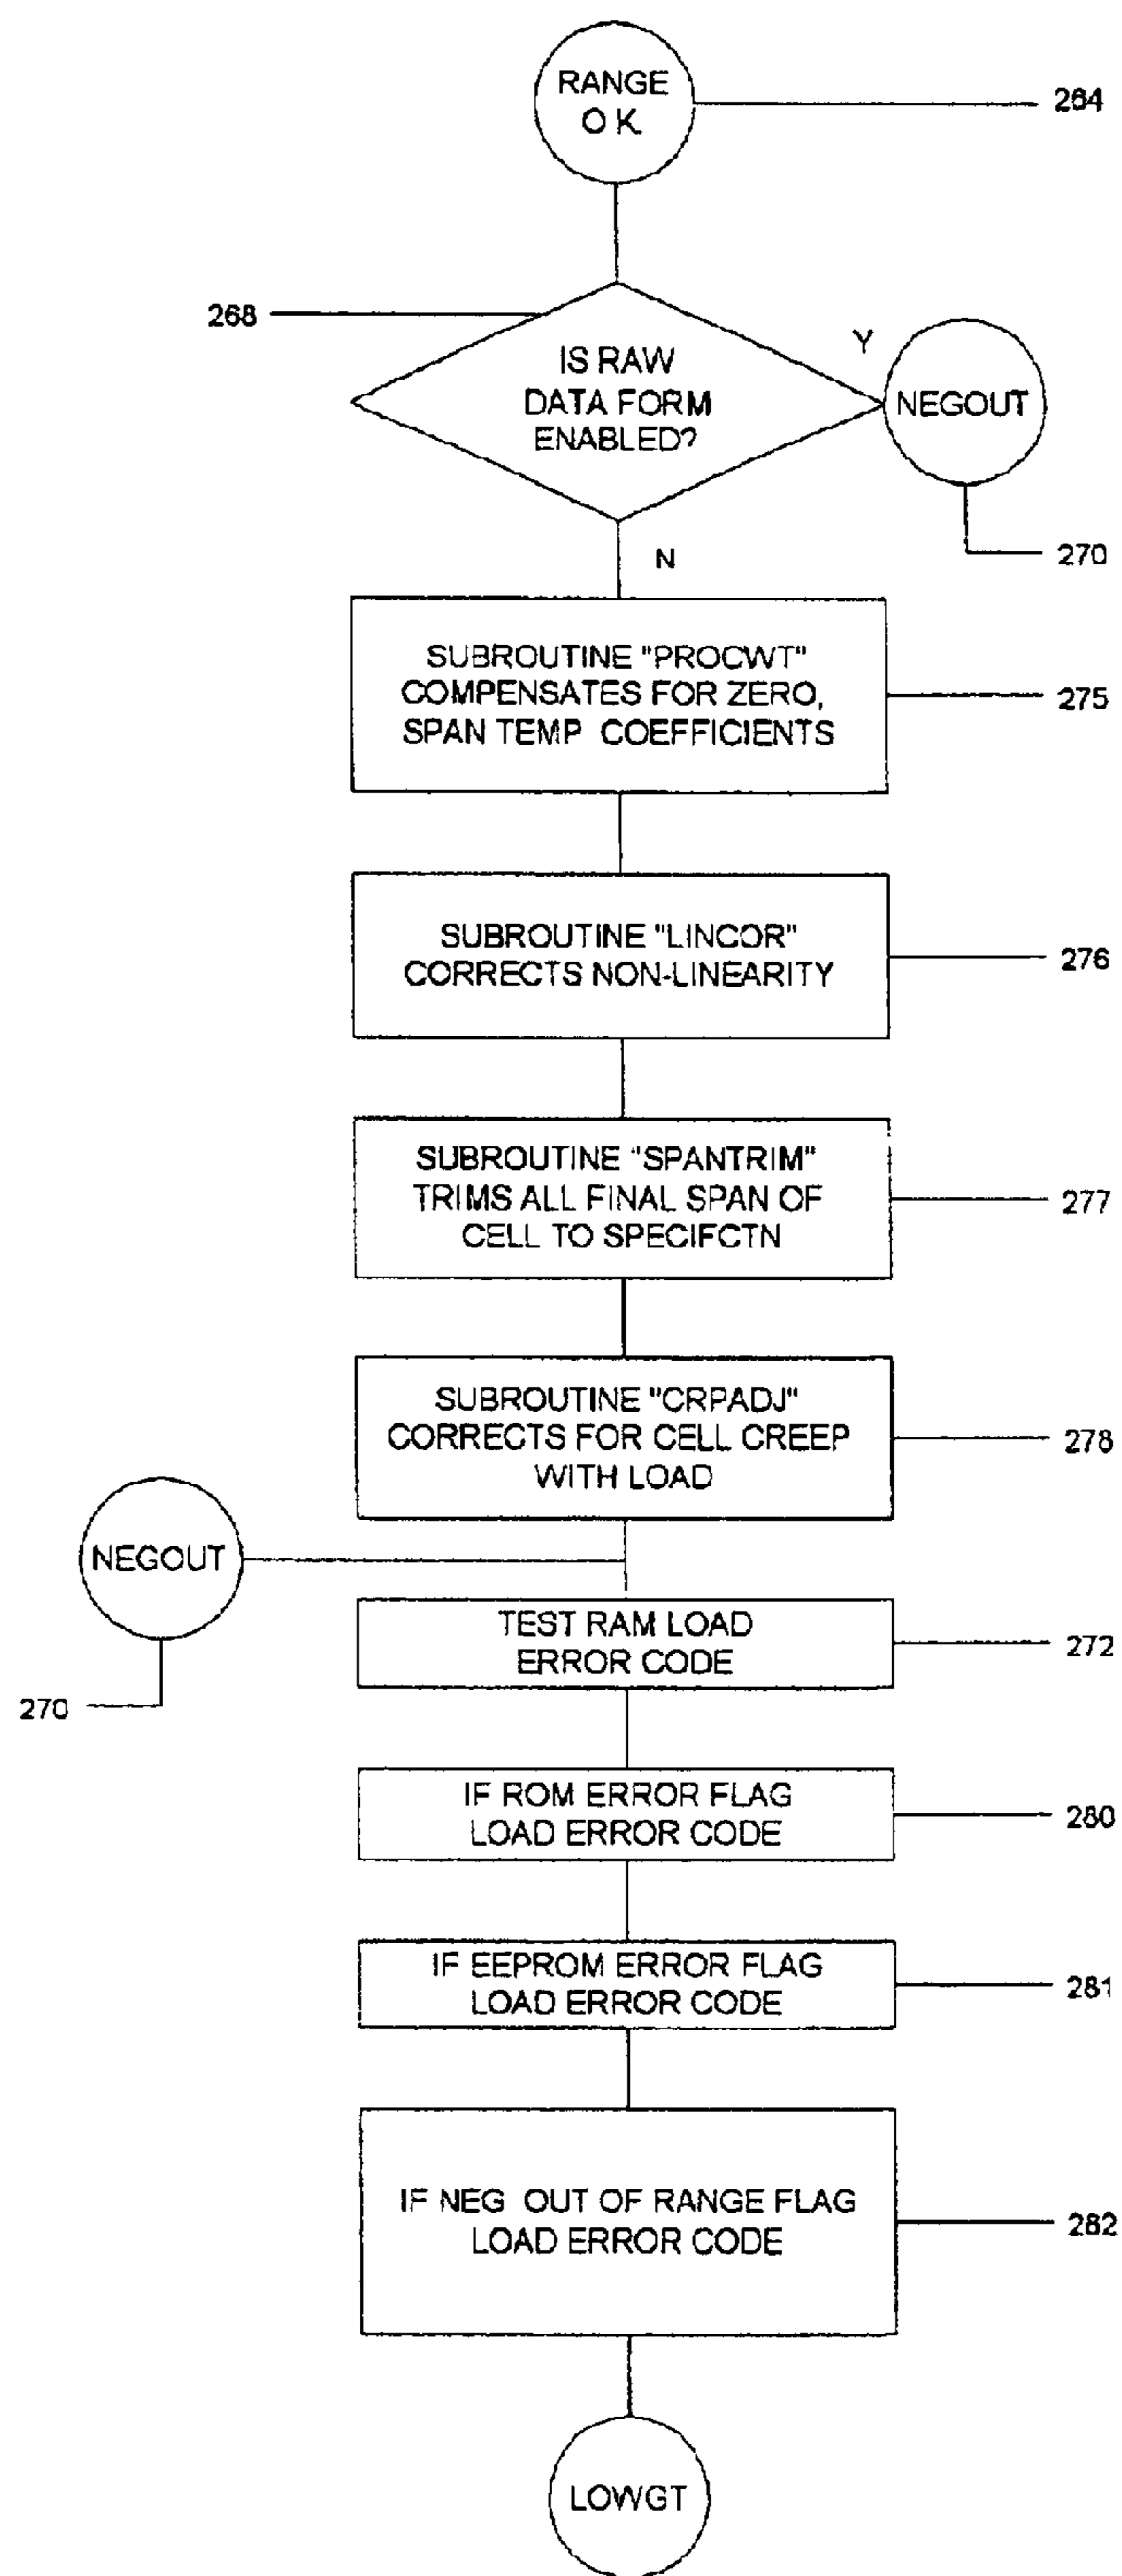 RANGE
O K.
264
268
IS RAW
DATA FORM
ENABLED?
Y
NEGOUT
270
N
SUBROUTINE "PROCWT"
COMPENSATES FOR ZERO,
SPAN TEMP COEFFICIENTS
275
SUBROUTINE "LINCOR"
CORRECTS NON-LINEARITY
276
SUBROUTINE "SPANTRIM"
TRIMS ALL FINAL SPAN OF
CELL TO SPECIFCTN
277
SUBROUTINE "CRPADJ"
CORRECTS FOR CELL CREEP
WITH LOAD
278
NEGOUT
270
TEST RAM LOAD
ERROR CODE
272
IF ROM ERROR FLAG
LOAD ERROR CODE
280
IF EEPROM ERROR FLAG
LOAD ERROR CODE
281
IF NEG OUT OF RANGE FLAG
LOAD ERROR CODE
282
LOWGT